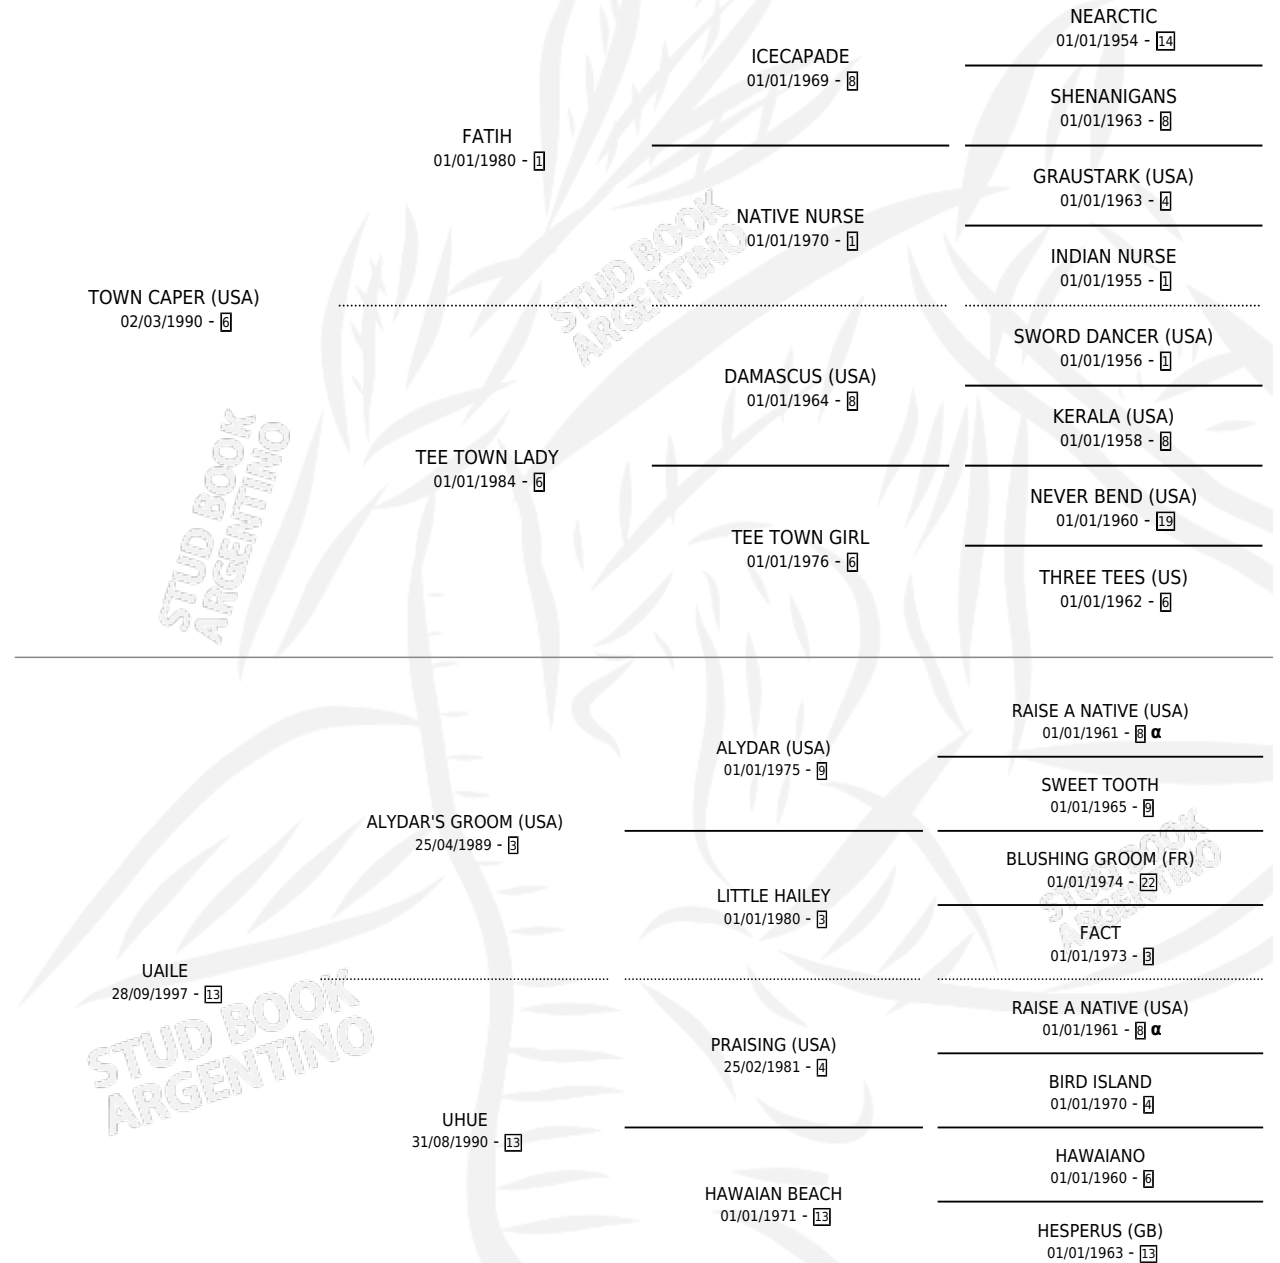 NEARCTIC
01/01/1954 - 14
ICECAPADE
01/01/1969 - 8
SHENANIGANS
01/01/1963 - 8
FATIH
01/01/1980 - 1
GRAUSTARK (USA)
01/01/1963 - 4
NATIVE NURSE
01/01/1970 - 1
INDIAN NURSE
01/01/1955 - 1
TOWN CAPER (USA)
02/03/1990 - 6
SWORD DANCER (USA)
01/01/1956 - 1
DAMASCUS (USA)
01/01/1964 - 8
KERALA (USA)
01/01/1958 - 8
TEE TOWN LADY
01/01/1984 - 6
NEVER BEND (USA)
01/01/1960 - 19
TEE TOWN GIRL
01/01/1976 - 6
THREE TEES (US)
01/01/1962 - 6
RAISE A NATIVE (USA)
01/01/1961 - 8 α
ALYDAR (USA)
01/01/1975 - 9
SWEET TOOTH
01/01/1965 - 9
ALYDAR'S GROOM (USA)
25/04/1989 - 3
BLUSHING GROOM (FR)
01/01/1974 - 22
LITTLE HAILEY
01/01/1980 - 3
FACT
01/01/1973 - 3
UAILE
28/09/1997 - 13
RAISE A NATIVE (USA)
01/01/1961 - 8 α
PRAISING (USA)
25/02/1981 - 4
BIRD ISLAND
01/01/1970 - 4
UHUE
31/08/1990 - 13
HAWAIANO
01/01/1960 - 6
HAWAIAN BEACH
01/01/1971 - 13
HESPERUS (GB)
01/01/1963 - 13
STUD BOOK
ARGENTINO
STUD BOOK
ARGENTINO
STUD BOOK
ARGENTINO
STUD BOOK
ARGENTINO